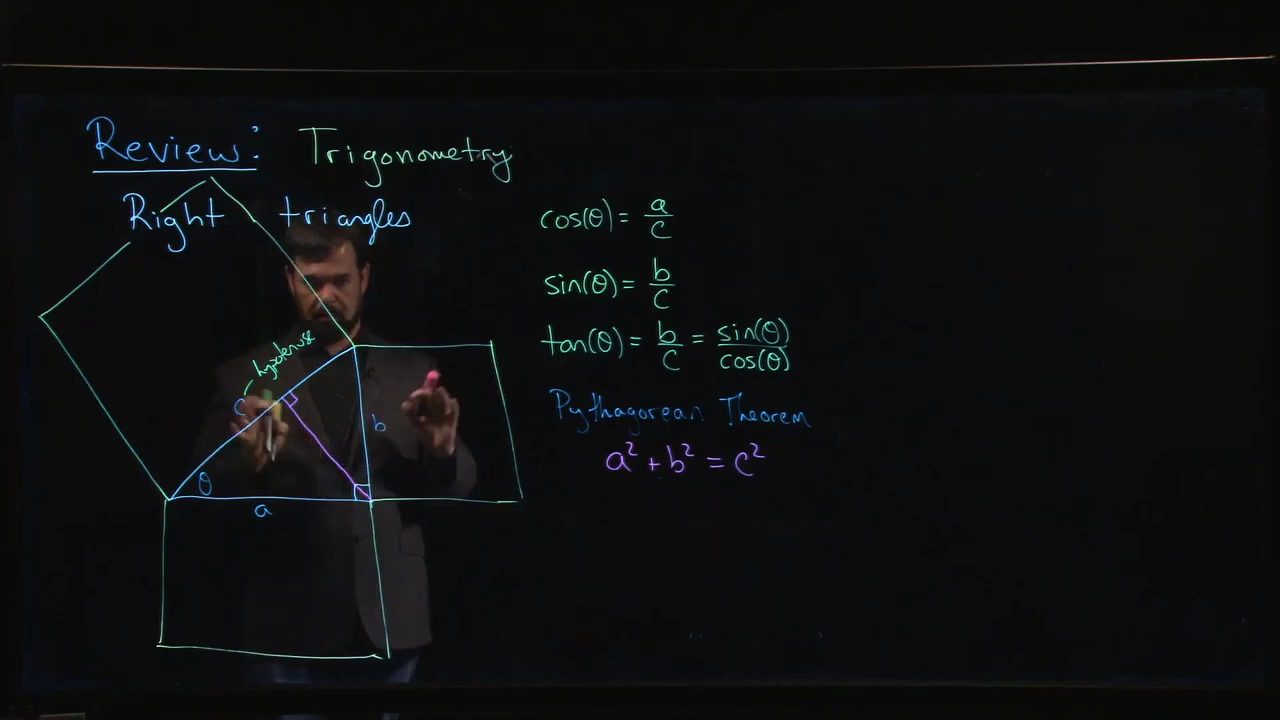 Review: Trigonometry
Right triangles
cos(θ) = a/c
sin(θ) = b/c
tan(θ) = b/c = sin(θ)/cos(θ)
Pythagorean Theorem
a² + b² = c²
hypotenuse
c
b
θ
a